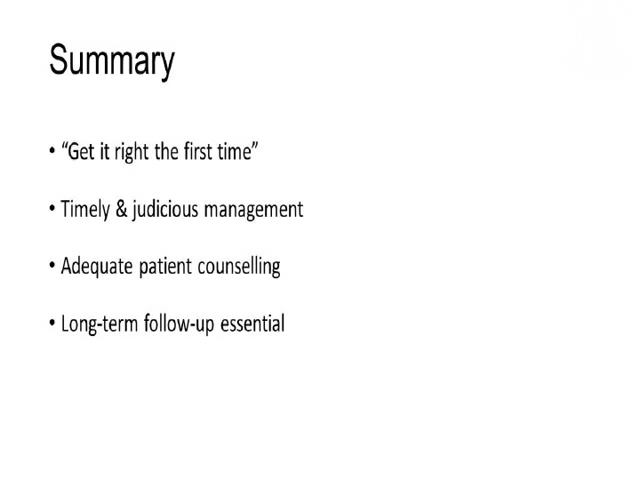 Summary
• “Get it right the first time”
• Timely & judicious management
• Adequate patient counselling
• Long-term follow-up essential